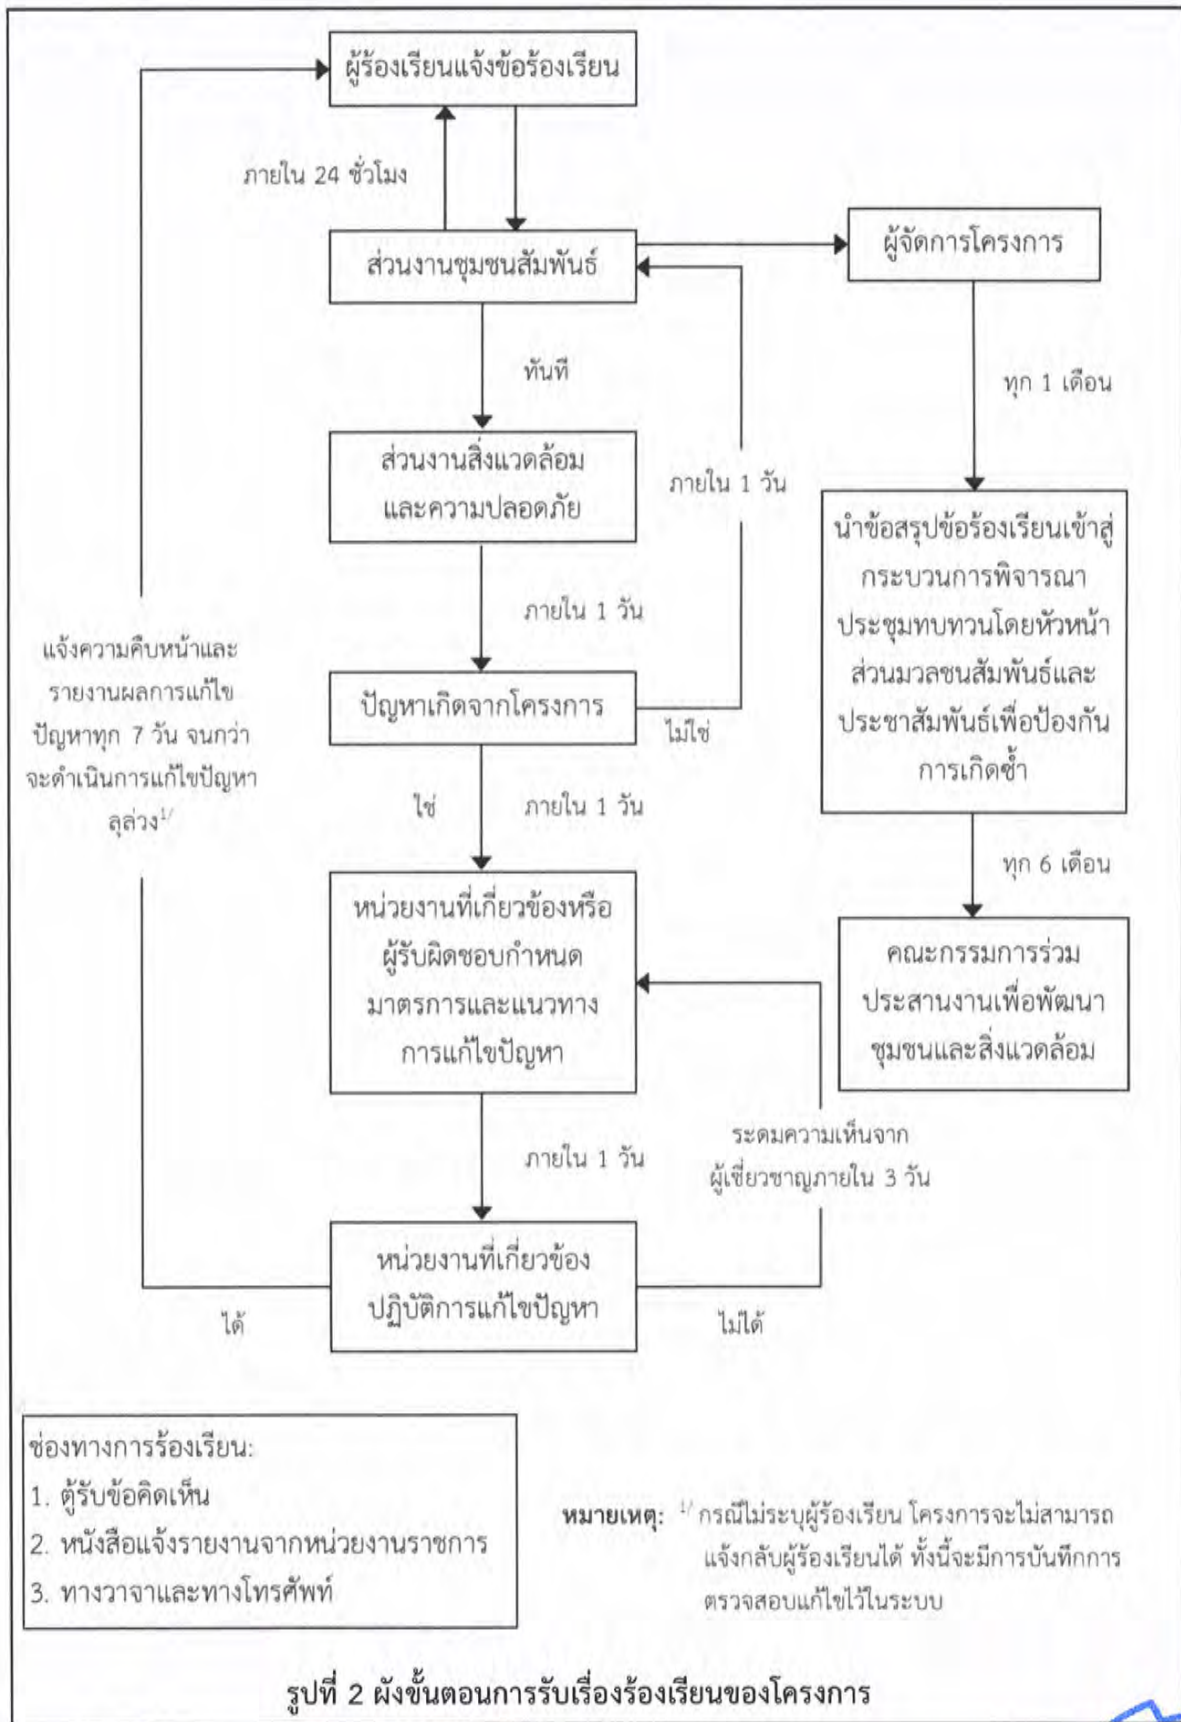 ผู้ร้องเรียนแจ้งข้อร้องเรียน
ภายใน 24 ชั่วโมง
ส่วนงานชุมชนสัมพันธ์
ผู้จัดการโครงการ
ทันที
ทุก 1 เดือน
ส่วนงานสิ่งแวดล้อม
และความปลอดภัย
ภายใน 1 วัน
นำข้อสรุปข้อร้องเรียนเข้าสู่
กระบวนการพิจารณา
ประชุมทบทวนโดยหัวหน้า
ส่วนมวลชนสัมพันธ์และ
ประชาสัมพันธ์เพื่อป้องกัน
การเกิดซ้ำ
ภายใน 1 วัน
แจ้งความคืบหน้าและ
รายงานผลการแก้ไข
ปัญหาทุก 7 วัน จนกว่า
จะดำเนินการแก้ไขปัญหา
ลุล่วง1/
ปัญหาเกิดจากโครงการ
ไม่ใช่
ใช่
ภายใน 1 วัน
ทุก 6 เดือน
หน่วยงานที่เกี่ยวข้องหรือ
ผู้รับผิดชอบกำหนด
มาตรการและแนวทาง
การแก้ไขปัญหา
คณะกรรมการร่วม
ประสานงานเพื่อพัฒนา
ชุมชนและสิ่งแวดล้อม
ภายใน 1 วัน
ระดมความเห็นจาก
ผู้เชี่ยวชาญภายใน 3 วัน
หน่วยงานที่เกี่ยวข้อง
ปฏิบัติการแก้ไขปัญหา
ได้
ไม่ได้
ช่องทางการร้องเรียน:
1. ตู้รับข้อคิดเห็น
2. หนังสือแจ้งรายงานจากหน่วยงานราชการ
3. ทางวาจาและทางโทรศัพท์
หมายเหตุ: 1/ กรณีไม่ระบุผู้ร้องเรียน โครงการจะไม่สามารถ
แจ้งกลับผู้ร้องเรียนได้ ทั้งนี้จะมีการบันทึกการ
ตรวจสอบแก้ไขไว้ในระบบ
รูปที่ 2 ผังขั้นตอนการรับเรื่องร้องเรียนของโครงการ